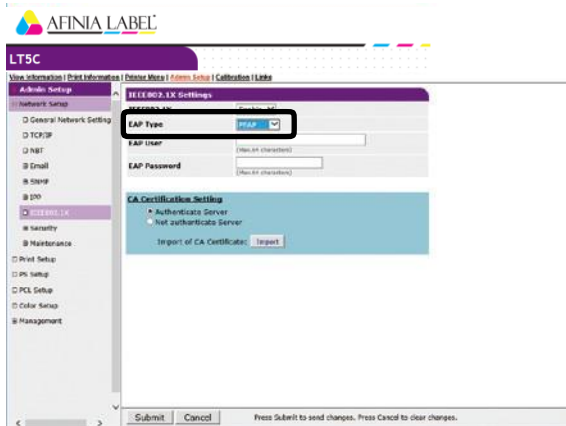 AFINIA LABEL
LT5C
View Information | Print Information | Printer Menu | Admin Setup | Calibration | Links
Admin Setup
Network Setup
General Network Setting
TCP/IP
NBT
Email
SNMP
IPP
IEEE802.1X
Security
Maintenance
Print Setup
PS Setup
PCL Setup
Color Setup
Management
IEEE802.1X Settings
IEEE802.1X Enable
EAP Type PEAP
EAP User
(Max.64 characters)
EAP Password
(Max.64 characters)
CA Certification Setting
Authenticate Server
Not authenticate Server
Import of CA Certificate: Import
Submit Cancel Press Submit to send changes. Press Cancel to clear changes.